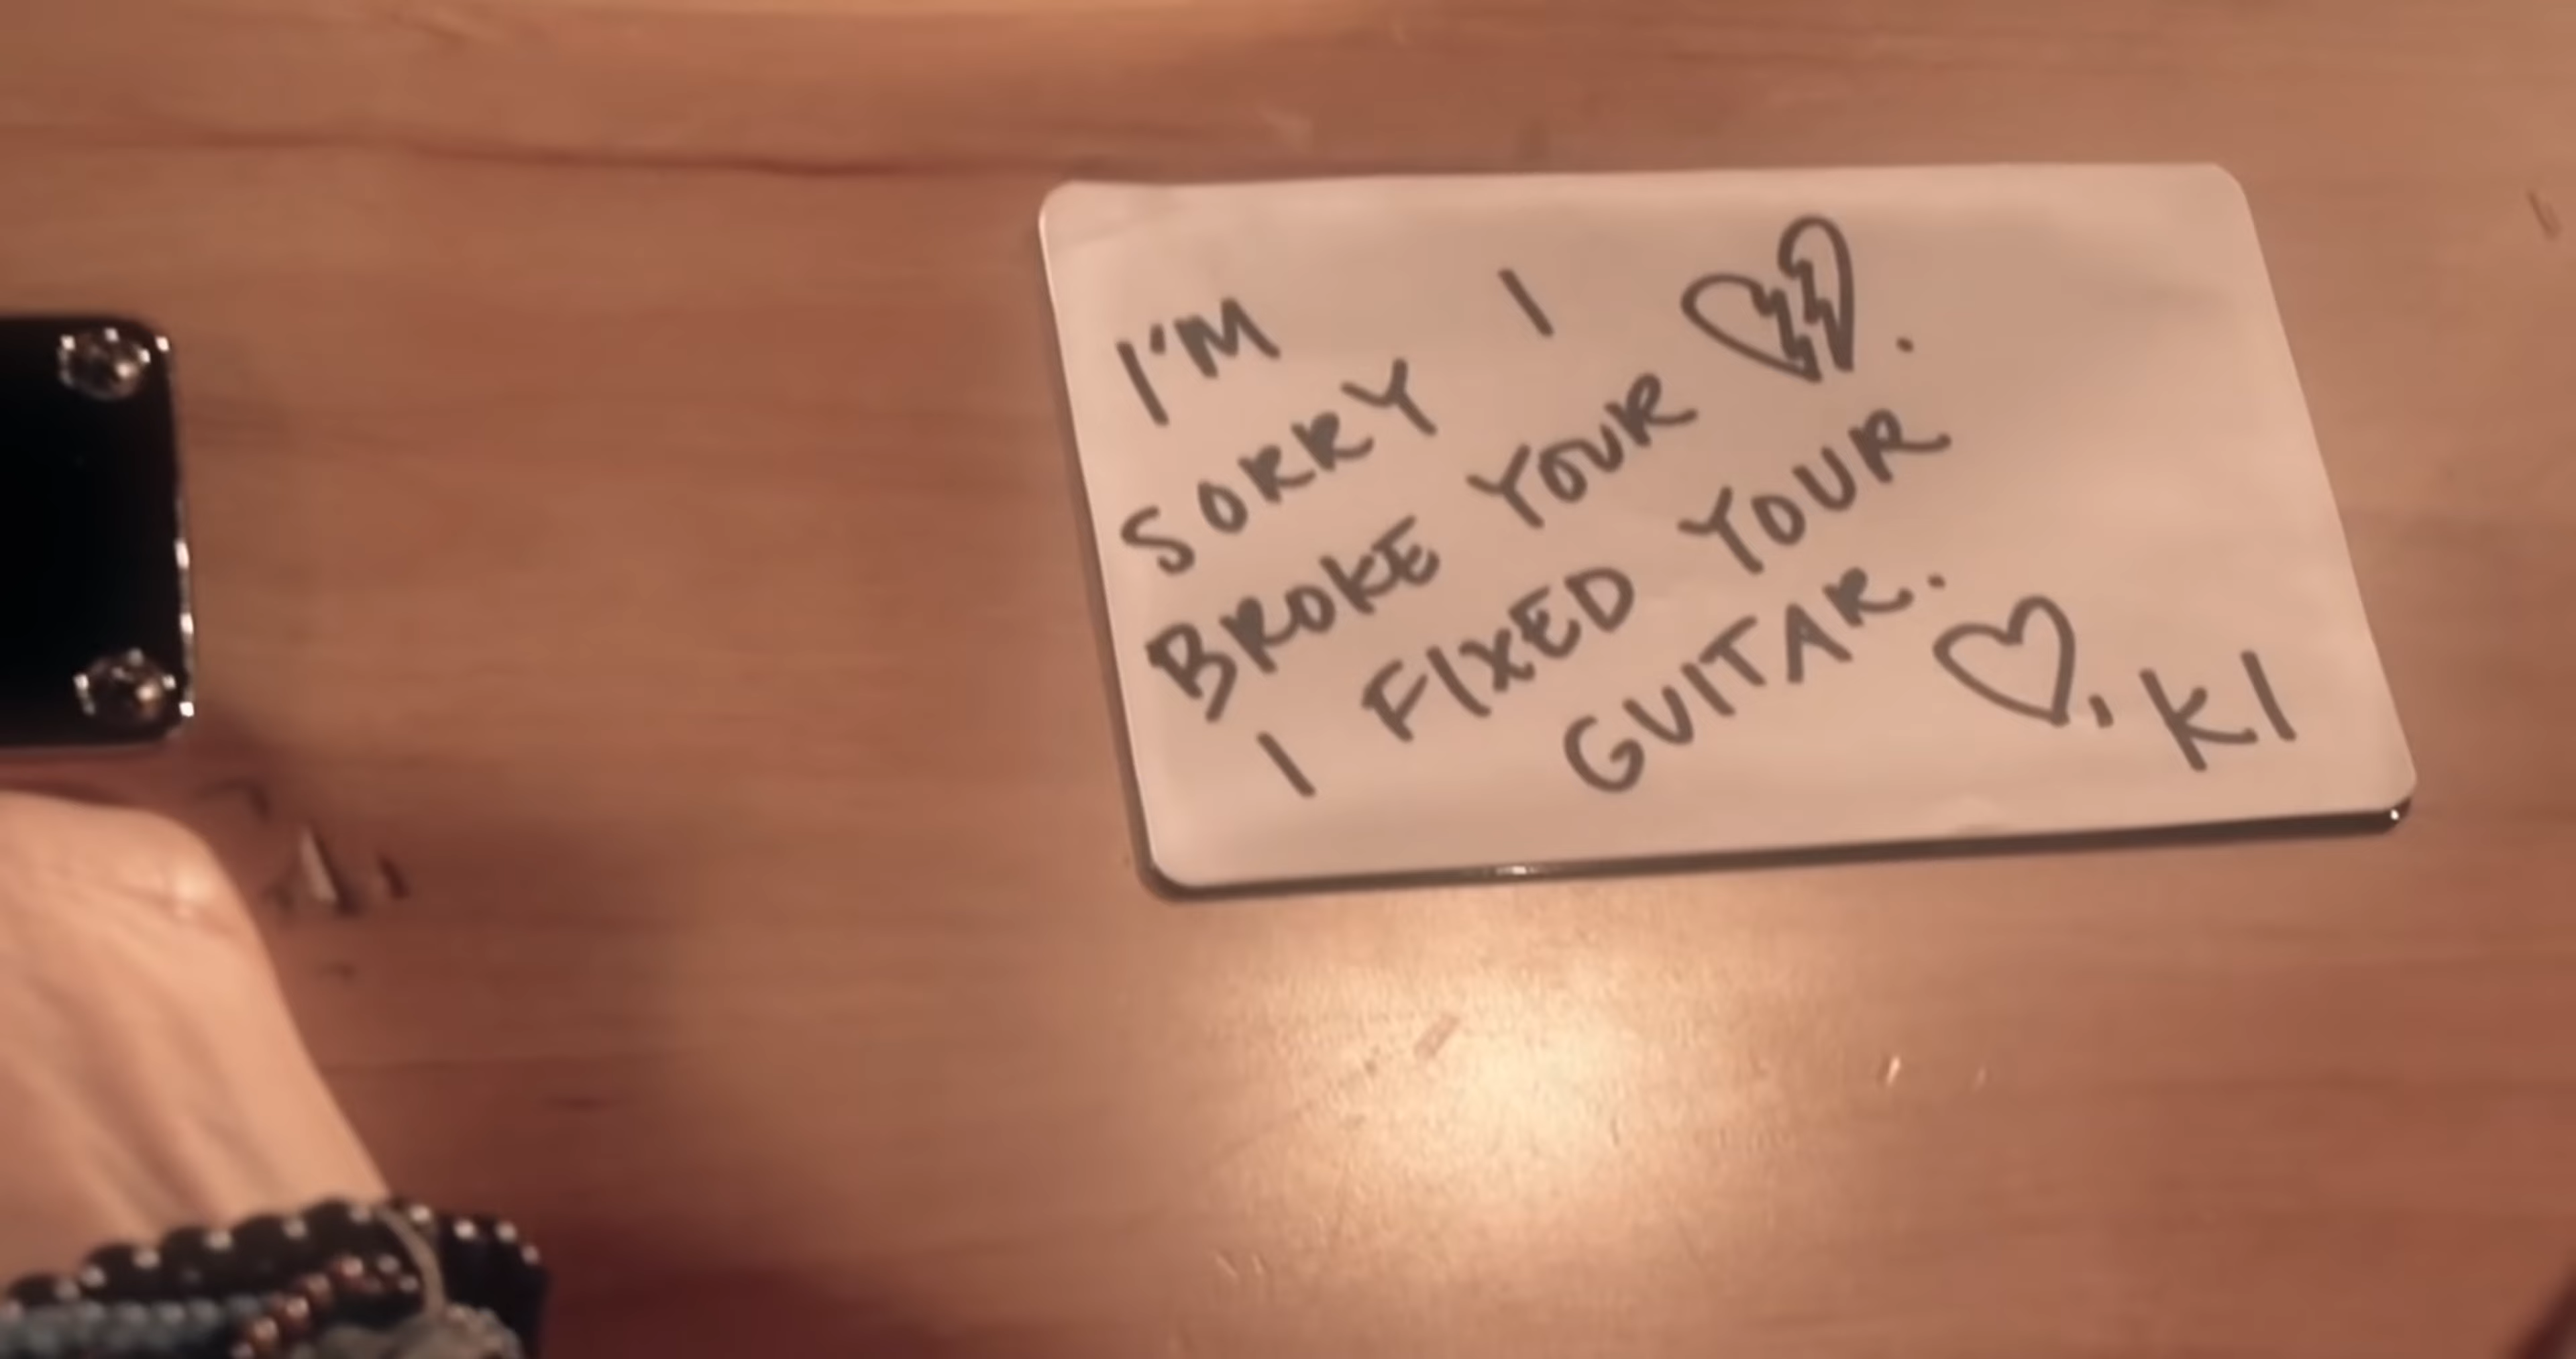 I'M
SORRY I
BROKE YOUR 💔.
I FIXED YOUR
GUITAR.
♡, KI